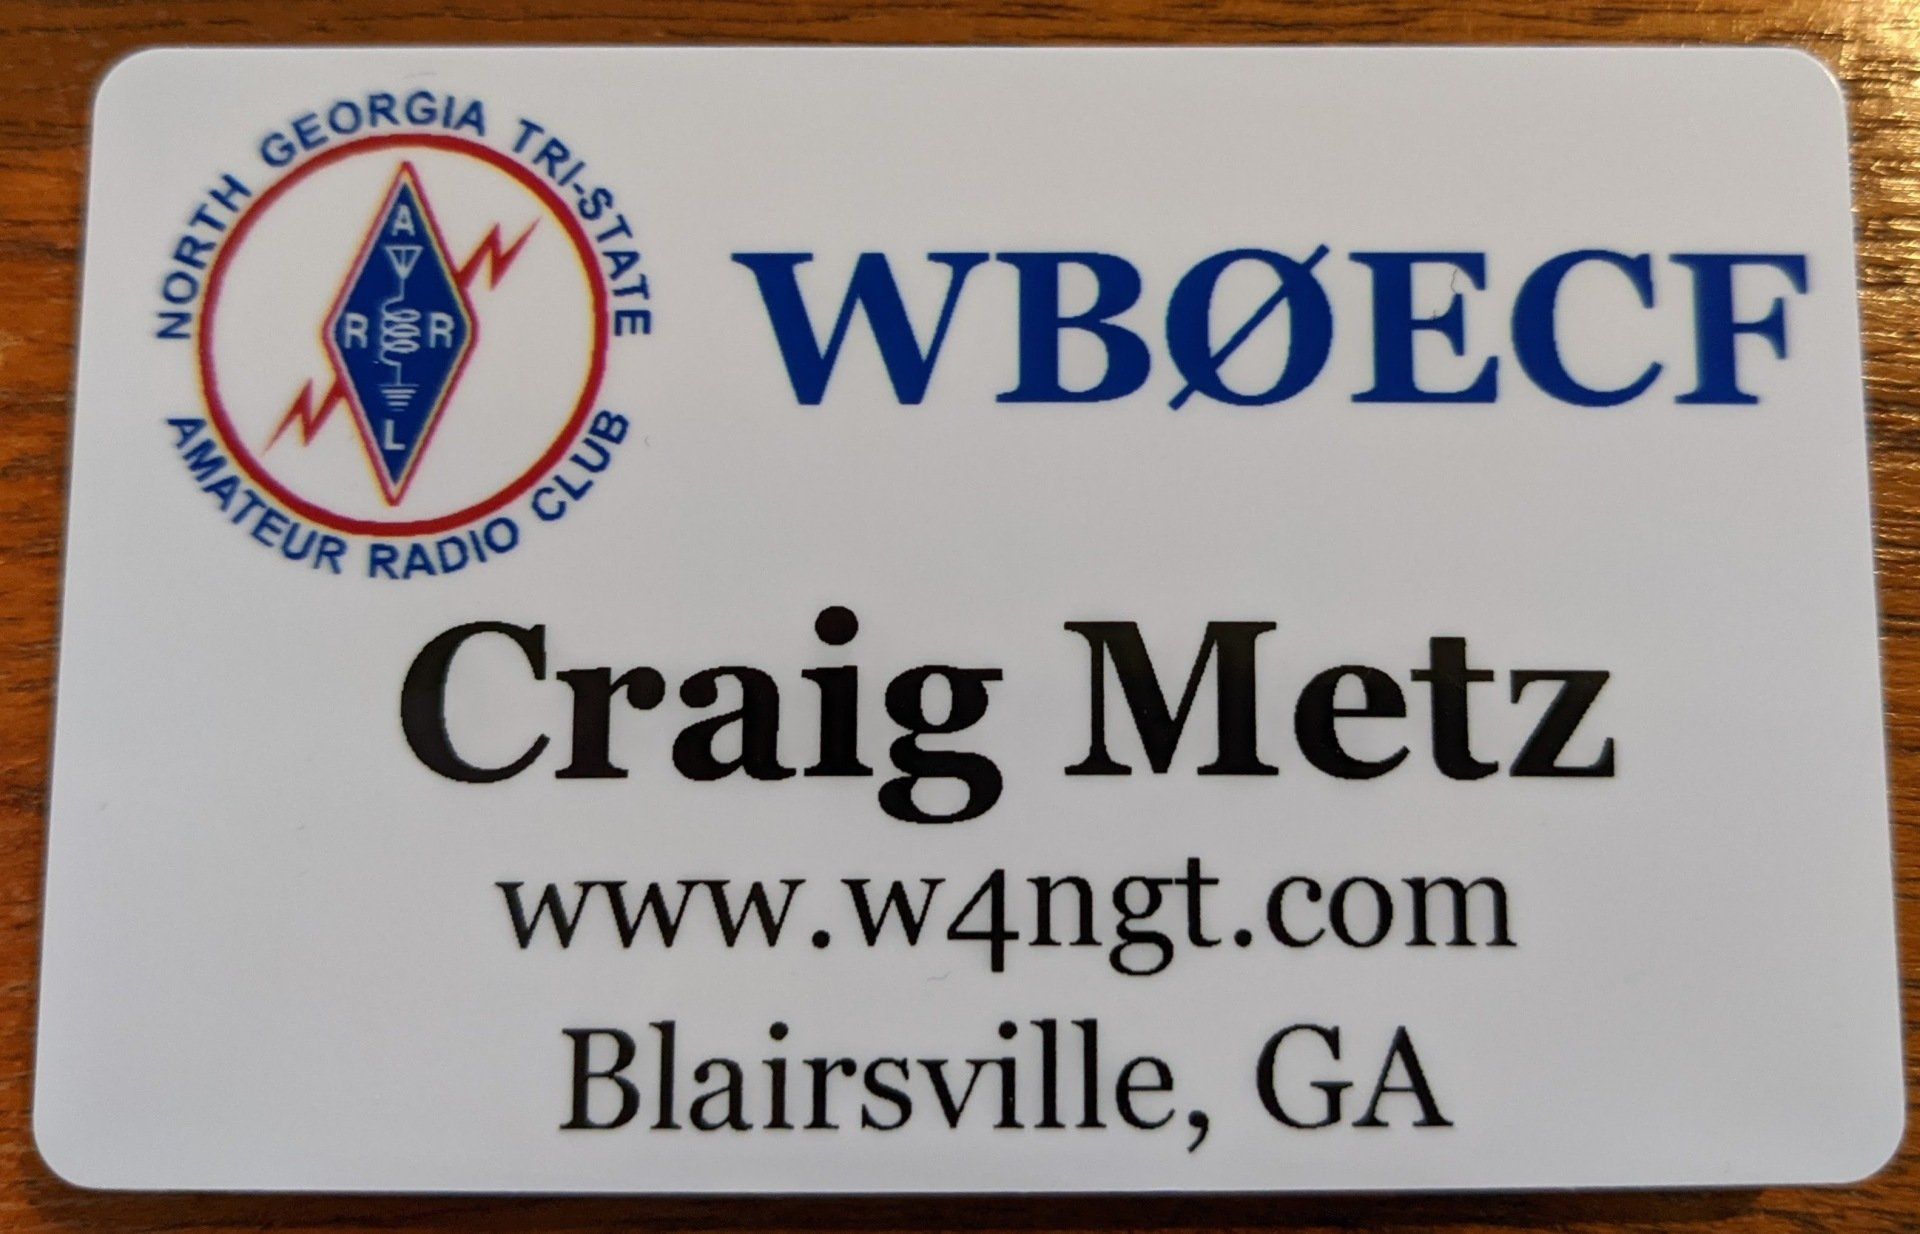 NORTH GEORGIA TRI-STATE
AMATEUR RADIO CLUB
A
R R
L
WBØECF
Craig Metz
www.w4ngt.com
Blairsville, GA